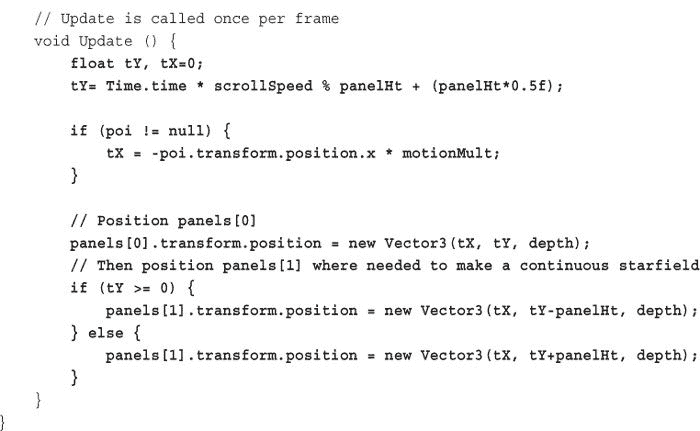 // Update is called once per frame
void Update () {
float tY, tX=0;
tY= Time.time * scrollSpeed % panelHt + (panelHt*0.5f);
if (poi != null) {
tX = -poi.transform.position.x * motionMult;
}
// Position panels[0]
panels[0].transform.position = new Vector3(tX, tY, depth);
// Then position panels[1] where needed to make a continuous starfield
if (tY >= 0) {
panels[1].transform.position = new Vector3(tX, tY-panelHt, depth);
} else {
panels[1].transform.position = new Vector3(tX, tY+panelHt, depth);
}
}
}